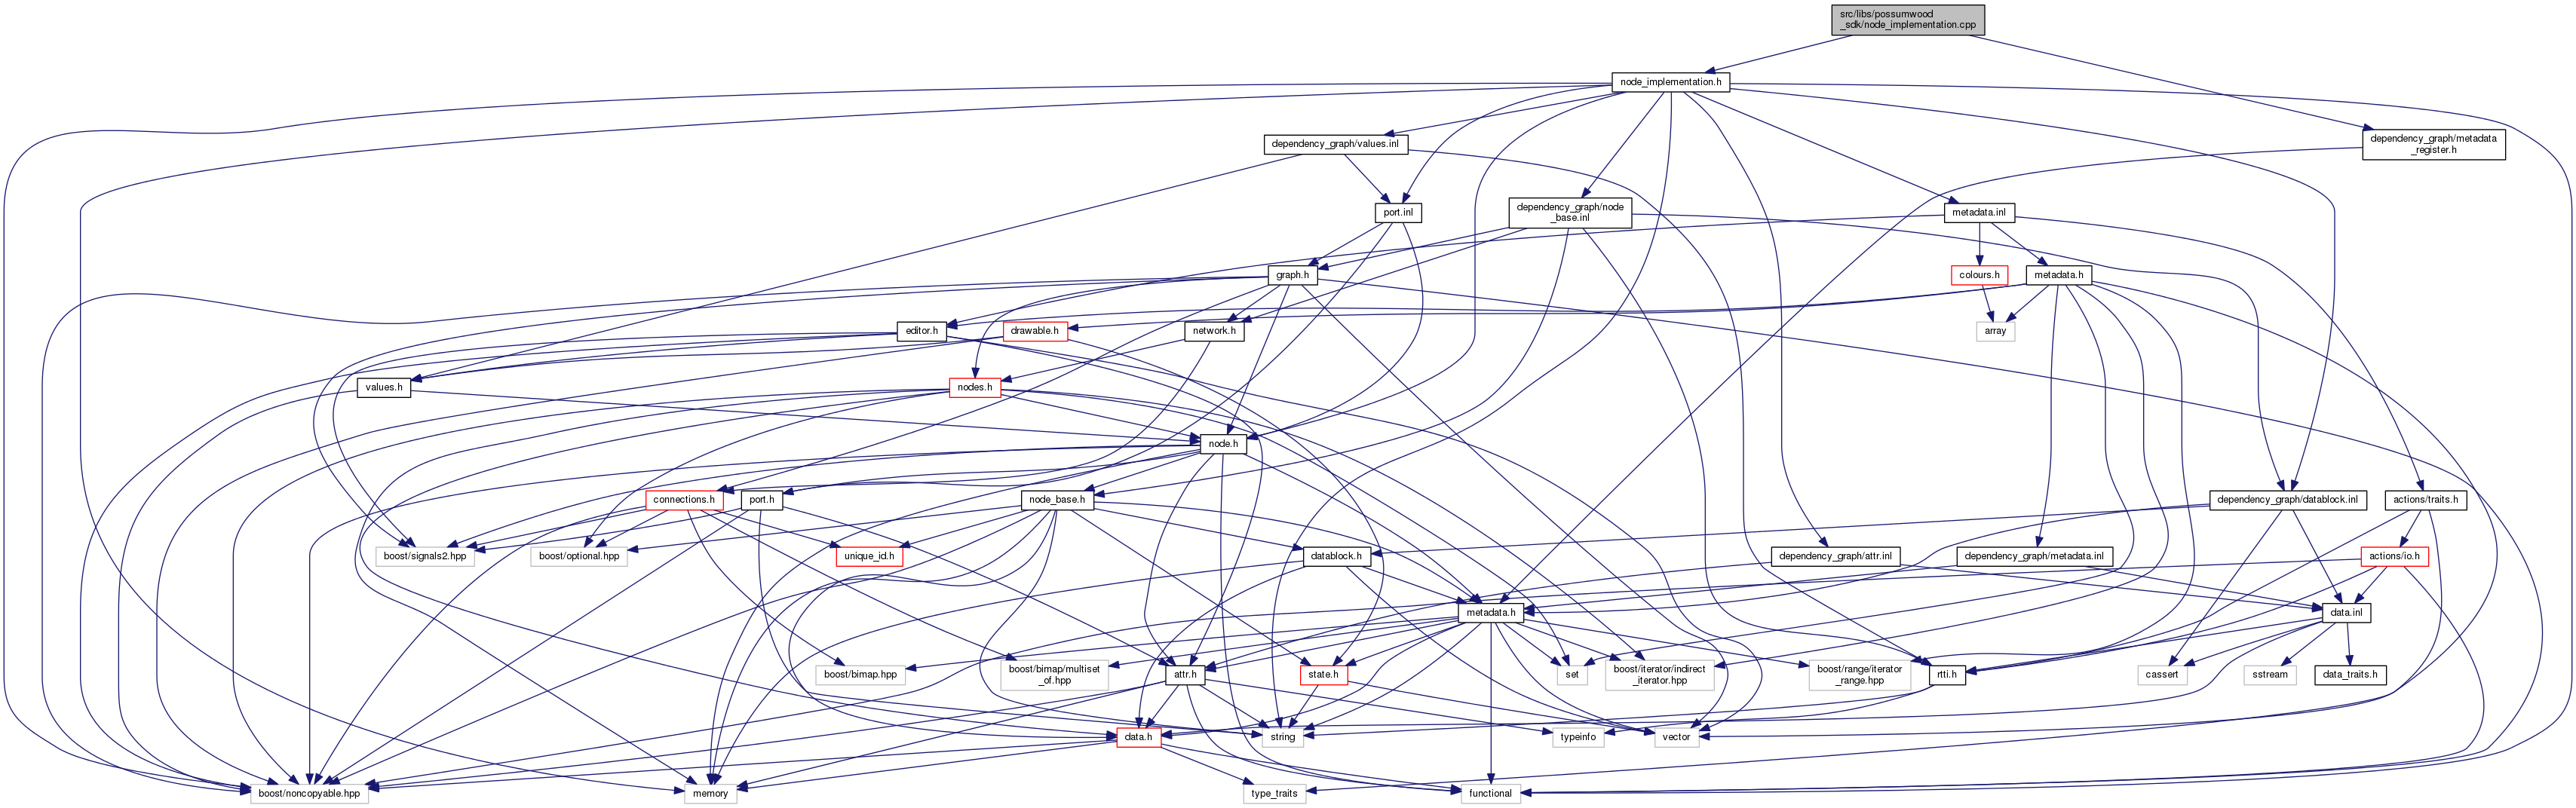 src/libs/possumwood
_sdk/node_implementation.cpp
node_implementation.h
dependency_graph/values.inl
dependency_graph/metadata
_register.h
port.inl
dependency_graph/node
_base.inl
metadata.inl
graph.h
colours.h
metadata.h
editor.h
drawable.h
network.h
array
values.h
nodes.h
node.h
connections.h
port.h
node_base.h
dependency_graph/datablock.inl
actions/traits.h
boost/signals2.hpp
boost/optional.hpp
unique_id.h
datablock.h
dependency_graph/attr.inl
dependency_graph/metadata.inl
actions/io.h
metadata.h
data.inl
boost/bimap.hpp
boost/bimap/multiset
_of.hpp
attr.h
state.h
set
boost/iterator/indirect
_iterator.hpp
boost/range/iterator
_range.hpp
rtti.h
cassert
sstream
data_traits.h
data.h
string
typeinfo
vector
boost/noncopyable.hpp
memory
type_traits
functional